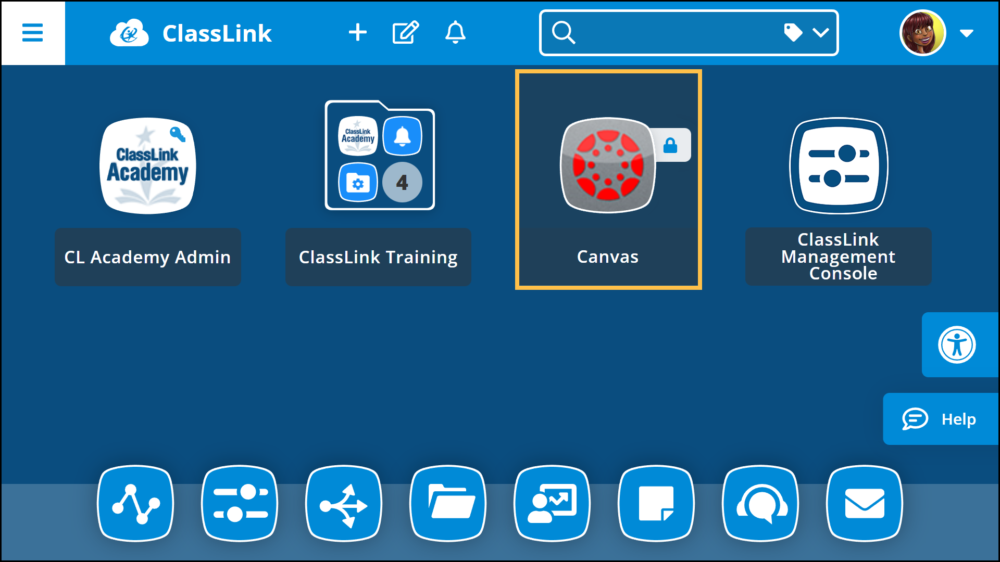 ClassLink
ClassLink
Academy
CL Academy Admin
ClassLink
Academy
4
ClassLink Training
Canvas
ClassLink
Management
Console
Help